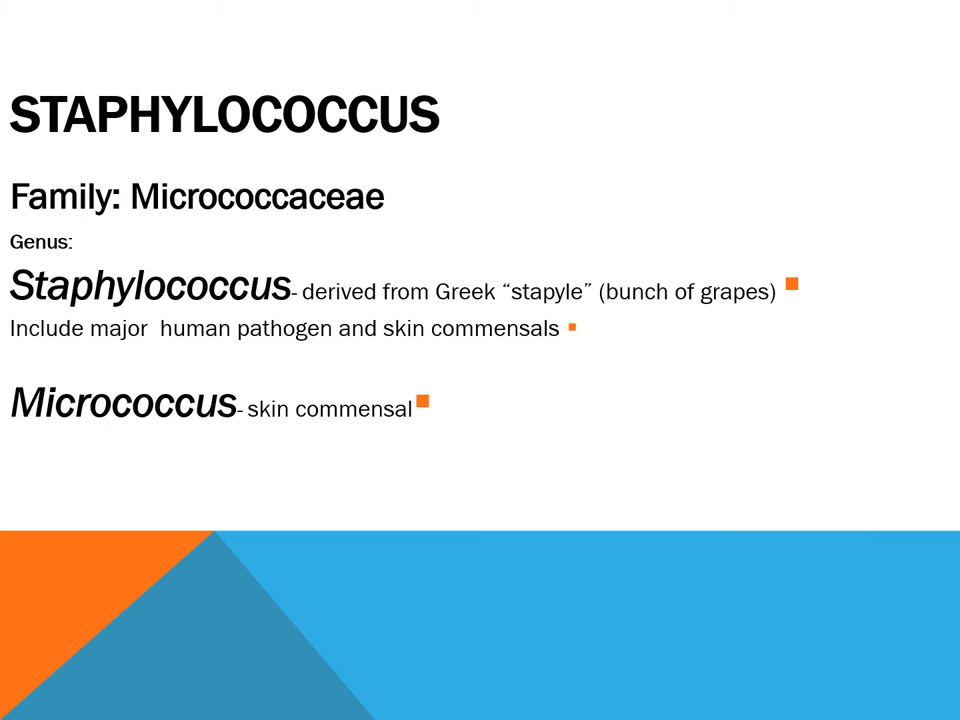 STAPHYLOCOCCUS
Family: Micrococcaceae
Genus:
Staphylococcus- derived from Greek “stapyle” (bunch of grapes)
Include major  human pathogen and skin commensals
Micrococcus- skin commensal